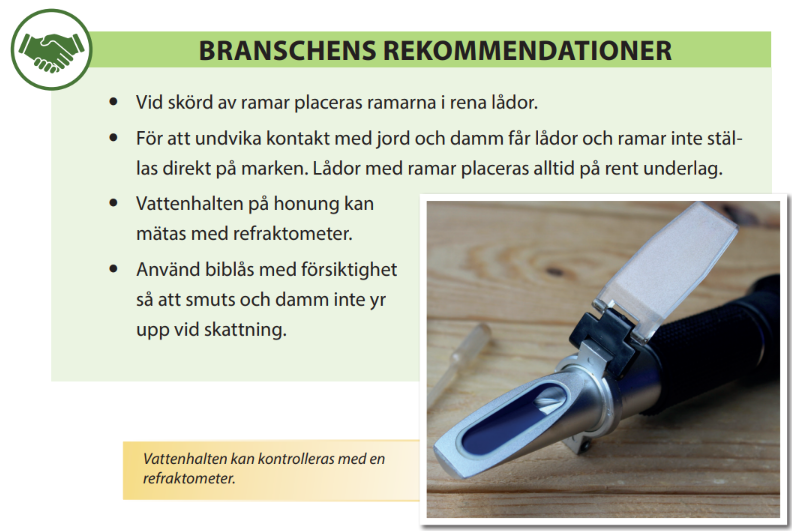 BRANSCHENS REKOMMENDATIONER
• Vid skörd av ramar placeras ramarna i rena lådor.
• För att undvika kontakt med jord och damm får lådor och ramar inte stäl-
las direkt på marken. Lådor med ramar placeras alltid på rent underlag.
• Vattenhalten på honung kan
mätas med refraktometer.
• Använd biblås med försiktighet
så att smuts och damm inte yr
upp vid skattning.
Vattenhalten kan kontrolleras med en
refraktometer.